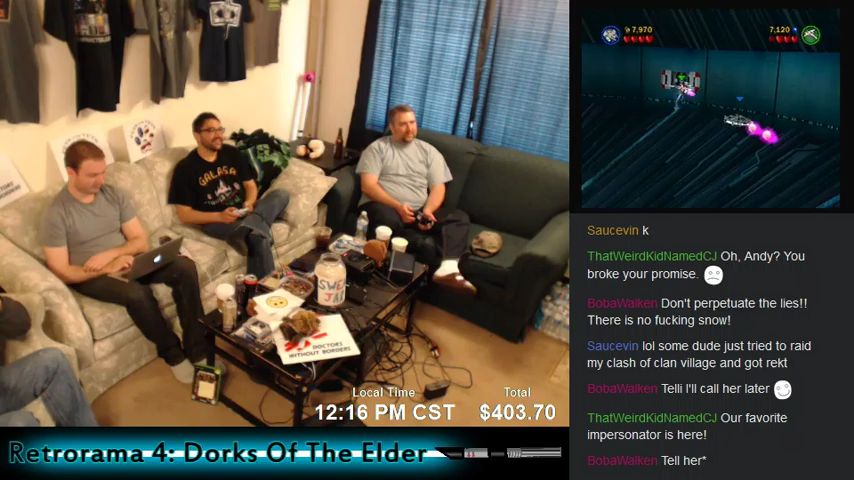 7,970
7,120
GALAGA
SWEAR
JAR
DOCTORS
WITHOUT BORDERS
Local Time
Total
12:16 PM CST
$403.70
Retrorama 4: Dorks Of The Elder
Saucevin k
ThatWeirdKidNamedCJ Oh, Andy? You
broke your promise.
BobaWalken Don't perpetuate the lies!!
There is no fucking snow!
Saucevin lol some dude just tried to raid
my clash of clan village and got rekt
BobaWalken Telli I'll call her later
ThatWeirdKidNamedCJ Our favorite
impersonator is here!
BobaWalken Tell her*